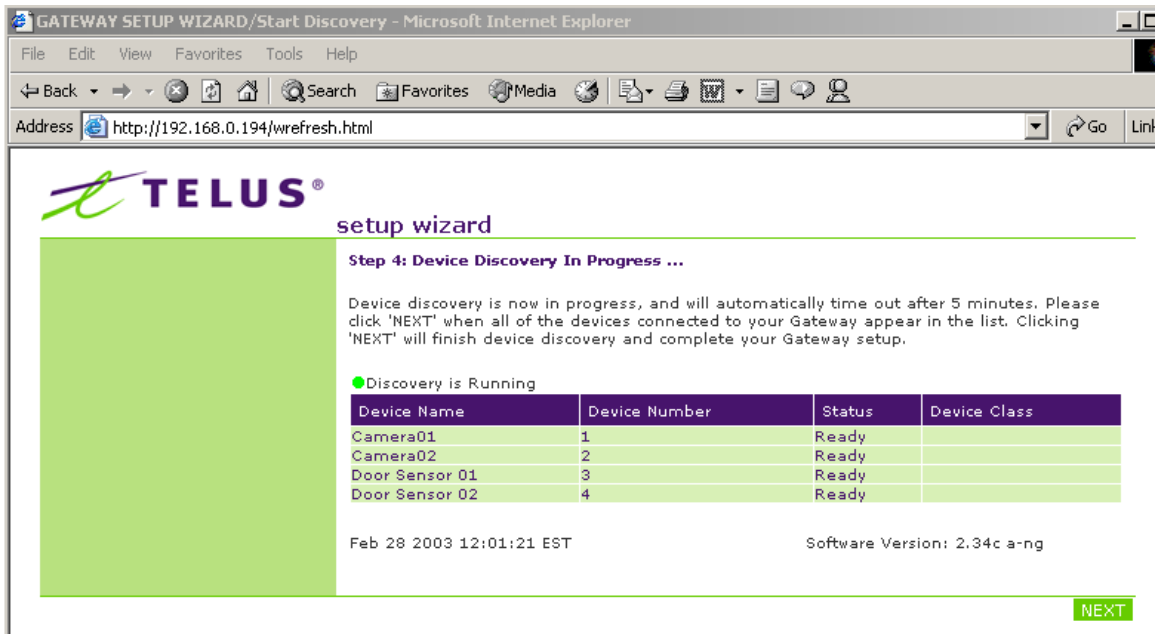 GATEWAY SETUP WIZARD/Start Discovery - Microsoft Internet Explorer
File Edit View Favorites Tools Help
Back Search Favorites Media
Address http://192.168.0.194/wrefresh.html Go Link
TELUS®
setup wizard
Step 4: Device Discovery In Progress ...
Device discovery is now in progress, and will automatically time out after 5 minutes. Please
click 'NEXT' when all of the devices connected to your Gateway appear in the list. Clicking
'NEXT' will finish device discovery and complete your Gateway setup.
Discovery is Running
Device Name Device Number Status Device Class
Camera01 1 Ready
Camera02 2 Ready
Door Sensor 01 3 Ready
Door Sensor 02 4 Ready
Feb 28 2003 12:01:21 EST Software Version: 2.34c a-ng
NEXT